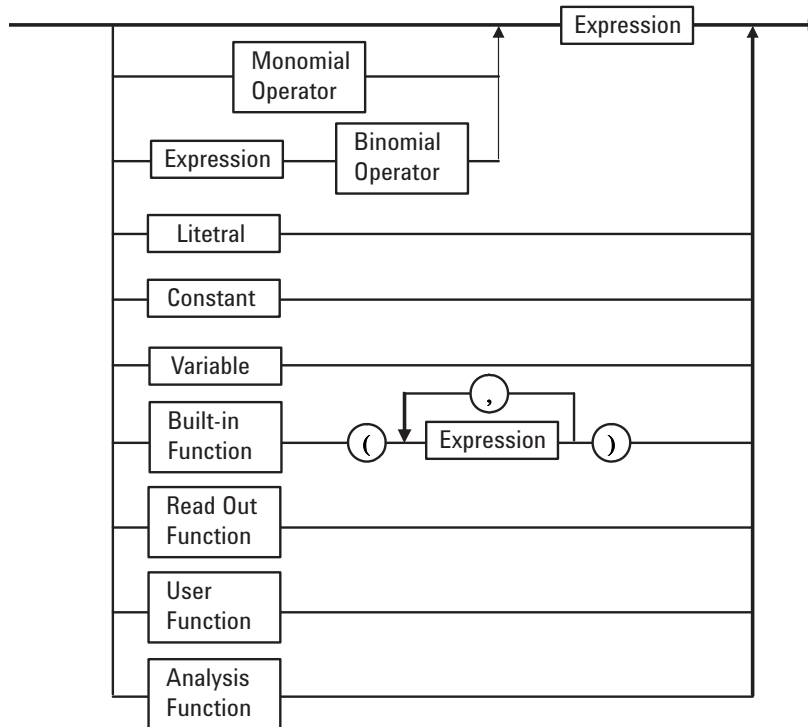 Expression
Monomial
Operator
Expression
Binomial
Operator
Litetral
Constant
Variable
,
Built-in
Function
(
Expression
)
Read Out
Function
User
Function
Analysis
Function